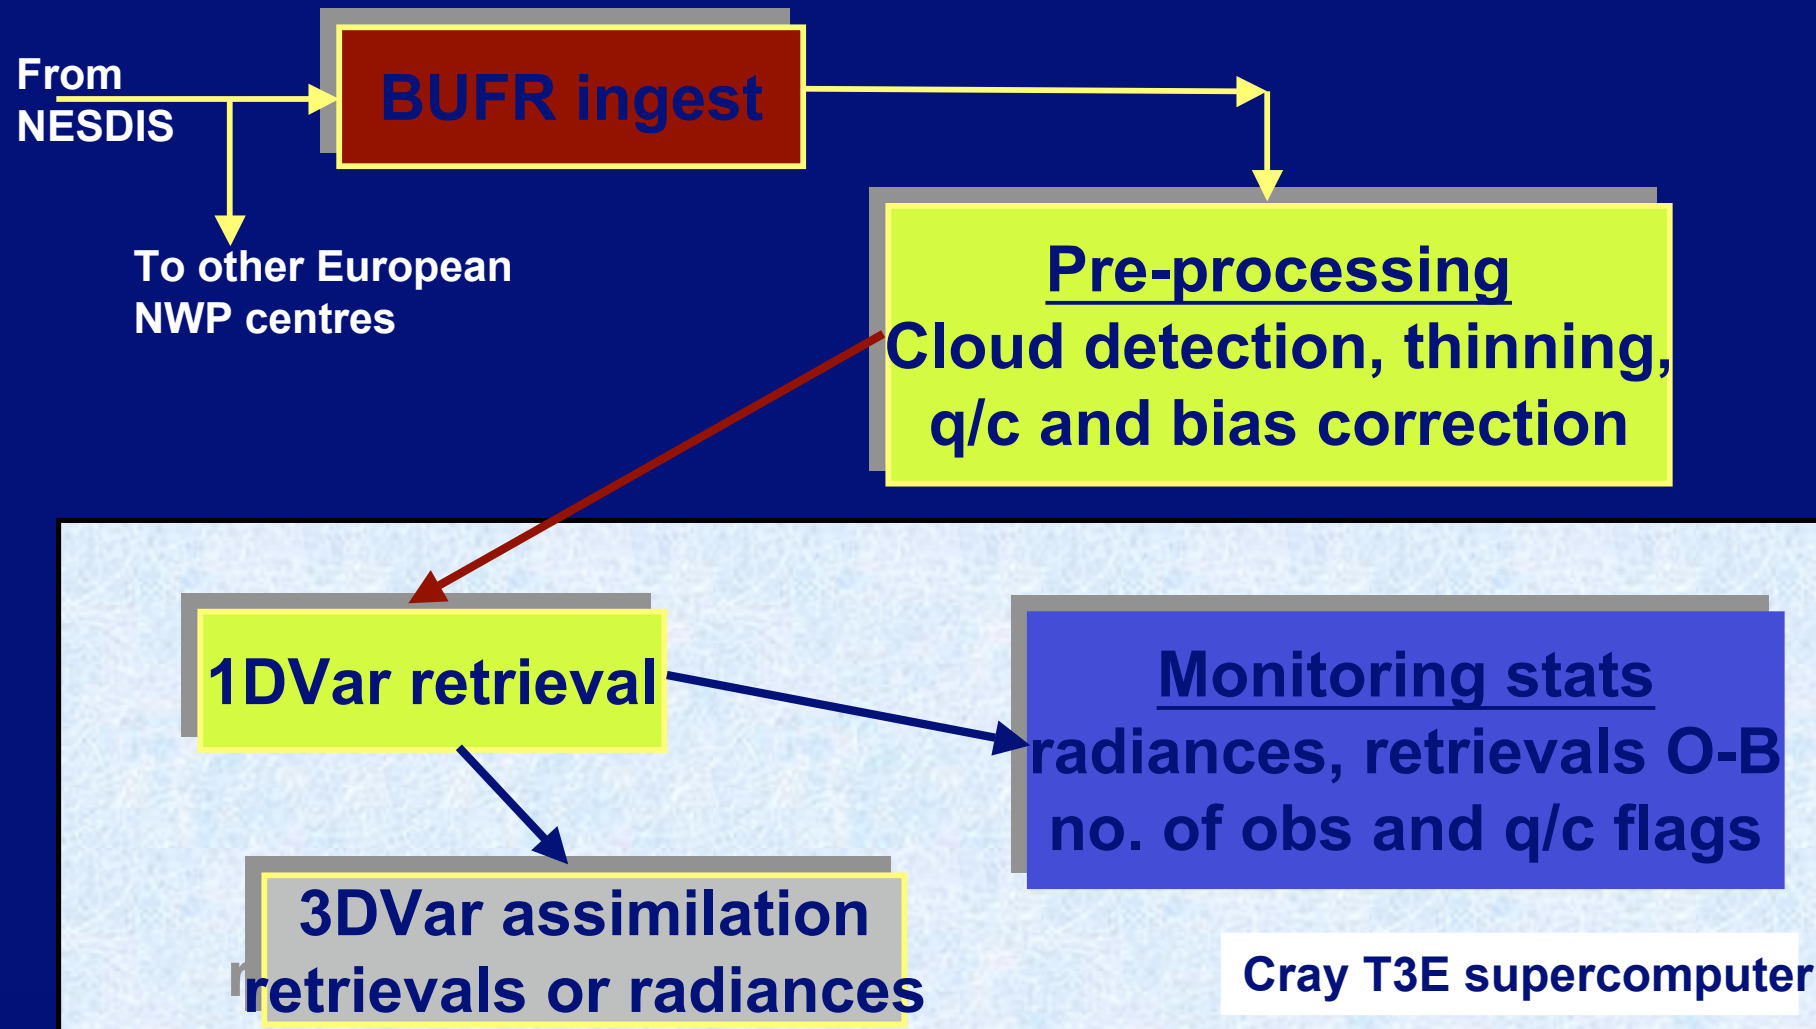 From
NESDIS
BUFR ingest
To other European
NWP centres
Pre-processing
Cloud detection, thinning,
q/c and bias correction
1DVar retrieval
Monitoring stats
radiances, retrievals O-B
no. of obs and q/c flags
3DVar assimilation
retrievals or radiances
Cray T3E supercomputer